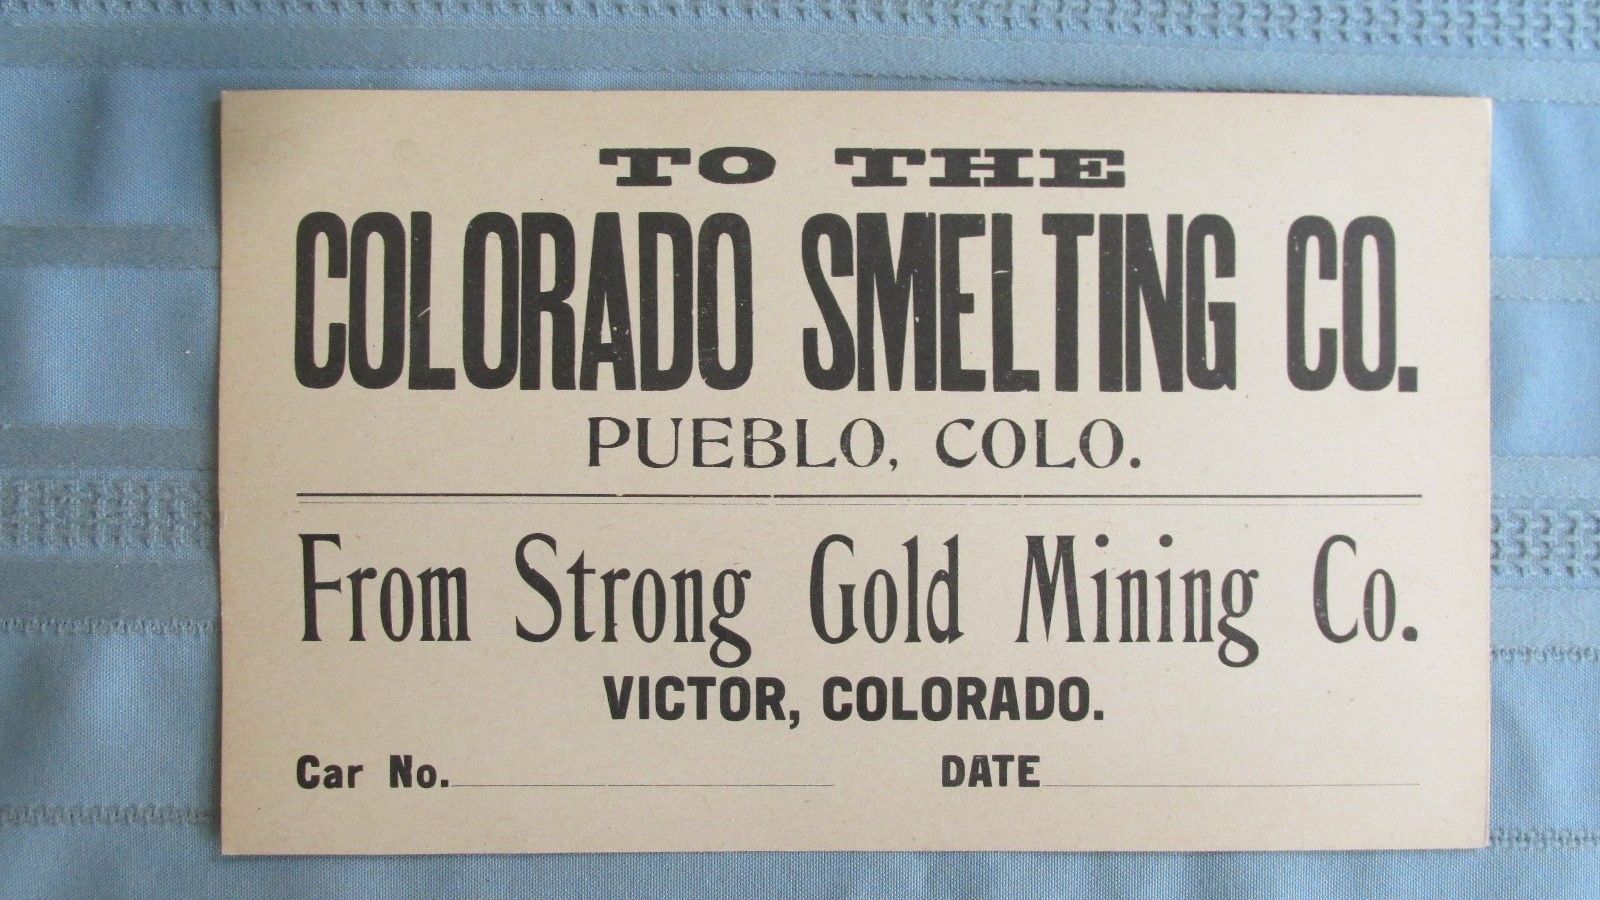 TO THE
COLORADO SMELTING CO.
PUEBLO, COLO.
From Strong Gold Mining Co.
VICTOR, COLORADO.
Car No. DATE